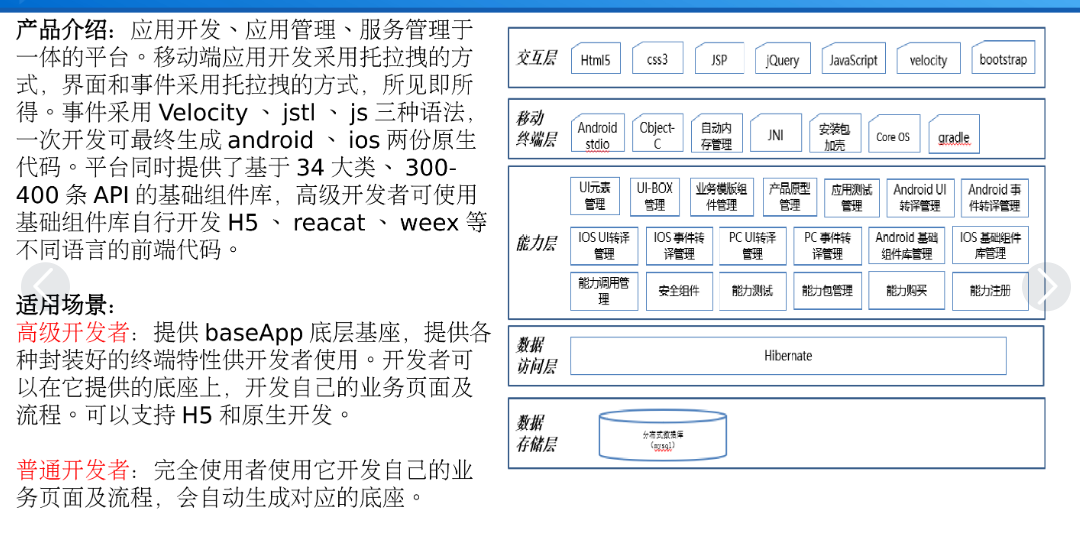 产品介绍：应用开发、应用管理、服务管理于
一体的平台。移动端应用开发采用托拉拽的方
式，界面和事件采用托拉拽的方式，所见即所
得。事件采用 Velocity 、 jstl 、 js 三种语法，
一次开发可最终生成 android 、 ios 两份原生
代码。平台同时提供了基于 34 大类、 300-
400 条 API 的基础组件库，高级开发者可使用
基础组件库自行开发 H5 、 reacat 、 weex 等
不同语言的前端代码。
适用场景：
高级开发者：提供 baseApp 底层基座，提供各
种封装好的终端特性供开发者使用。开发者可
以在它提供的底座上，开发自己的业务页面及
流程。可以支持 H5 和原生开发。
普通开发者：完全使用者使用它开发自己的业
务页面及流程，会自动生成对应的底座。
交互层
Html5
css3
JSP
jQuery
JavaScript
velocity
bootstrap
移动
终端层
Android
stdio
Object-
C
自动内
存管理
JNI
安装包
加壳
Core OS
gradle
能力层
UI元素
管理
UI-BOX
管理
业务模版组
件管理
产品原型
管理
应用测试
管理
Android UI
转译管理
Android 事
件转译管理
IOS UI转译
管理
IOS 事件转
译管理
PC UI转译
管理
PC 事件转
译管理
Android 基础
组件库管理
IOS 基础组件
库管理
能力调用管
理
安全组件
能力测试
能力包管理
能力购买
能力注册
数据
访问层
Hibernate
数据
存储层
分布式数据库
(mysql)